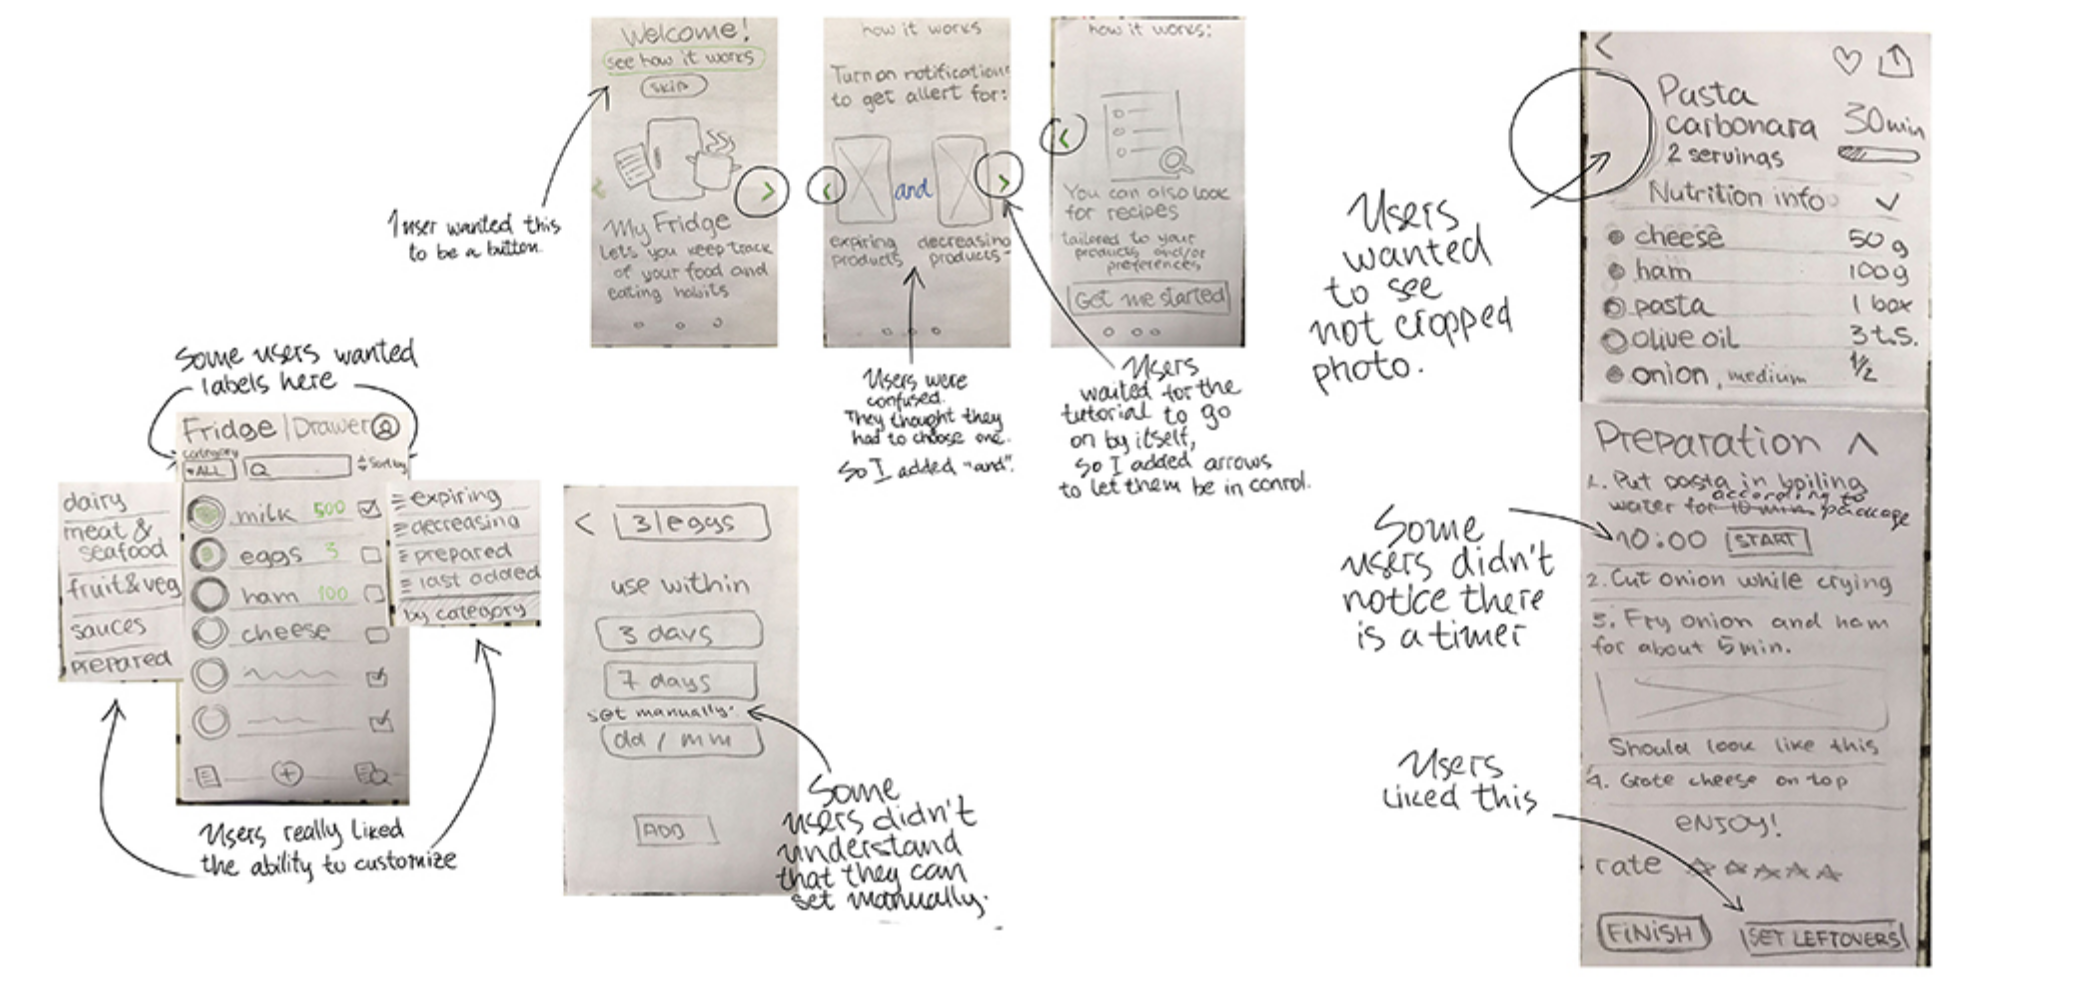 Welcome!
see how it works
skip
My Fridge
Lets you keep track
of your food and
eating habits
1 user wanted this
to be a button.
how it works
Turn on notifications
to get allert for:
and
expiring
products
decreasing
products
Users were
confused.
They thought they
had to choose one.
So I added "and".
how it works:
You can also look
for recipes
tailored to your
products and/or
preferences
Get me started
Users
waited for the
tutorial to go
on by itself,
so I added arrows
to let them be in conrol.
Some users wanted
labels here
Fridge | Drawer
category
ALL
Sort by
milk 500
eggs 3
ham 100
cheese
dairy
meat &
seafood
fruit & veg
sauces
prepared
expiring
decreasing
prepared
last added
by category
Users really liked
the ability to customize
< 3 | eggs
use within
3 days
7 days
set manually:
dd / mm
ADD
Some
users didn't
understand
that they can
set manually.
<
Pasta
carbonara 30 min
2 servings
Nutrition info
cheese 50 g
ham 100 g
pasta 1 box
olive oil 3 t.s.
onion, medium 1/2
Users
wanted
to see
not cropped
photo.
Preparation
1. Put pasta in boiling
according to
water for 10 min. package
10:00 START
2. Cut onion while crying
3. Fry onion and ham
for about 5 min.
Should look like this
4. Grate cheese on top
ENJOY!
rate
FINISH SET LEFTOVERS
Some
users didn't
notice there
is a timer
Users
liked this